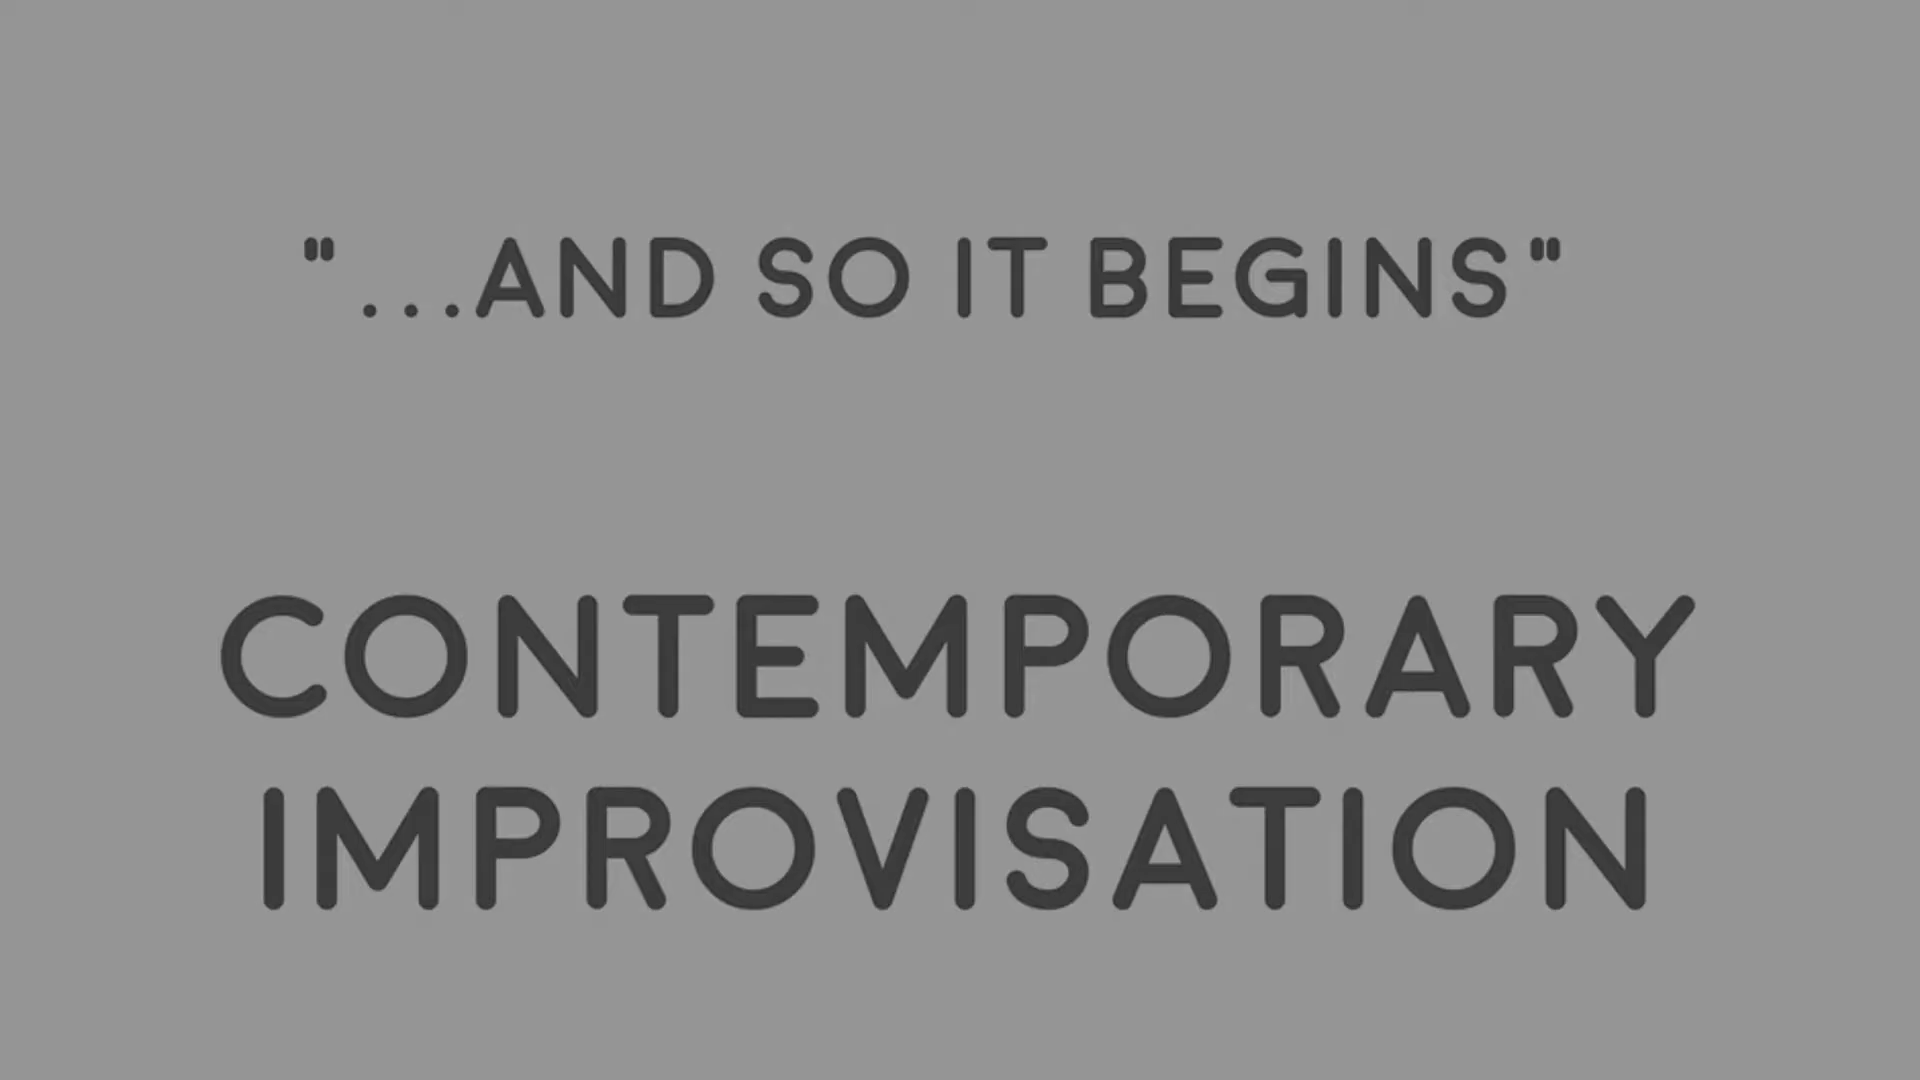 "...AND SO IT BEGINS"
CONTEMPORARY
IMPROVISATION